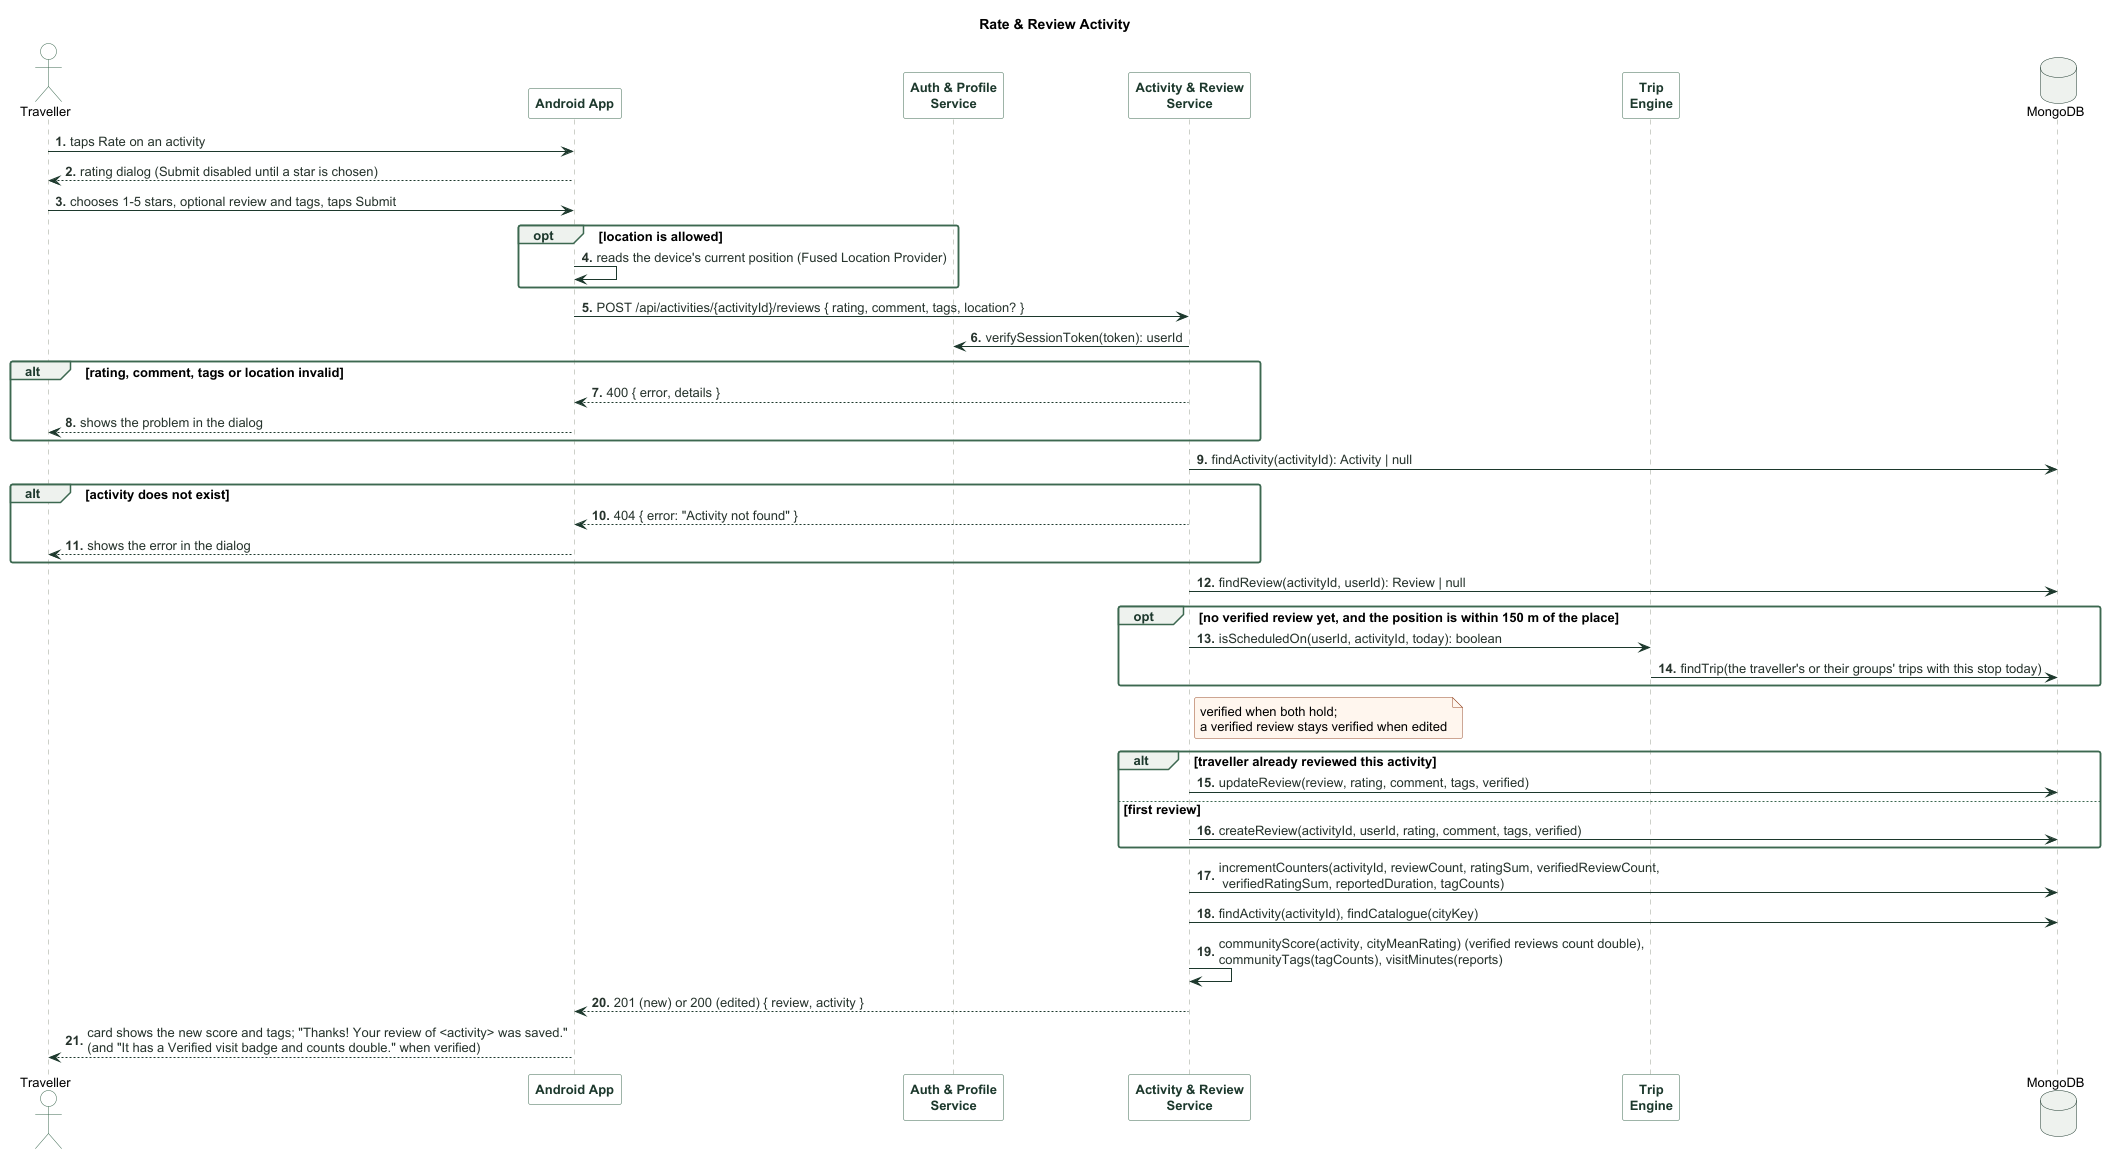 Rate & Review Activity
Traveller
Android App
Auth & Profile
Service
Activity & Review
Service
Trip
Engine
MongoDB
1. taps Rate on an activity
2. rating dialog (Submit disabled until a star is chosen)
3. chooses 1-5 stars, optional review and tags, taps Submit
opt [location is allowed]
4. reads the device's current position (Fused Location Provider)
5. POST /api/activities/{activityId}/reviews { rating, comment, tags, location? }
6. verifySessionToken(token): userId
alt [rating, comment, tags or location invalid]
7. 400 { error, details }
8. shows the problem in the dialog
9. findActivity(activityId): Activity | null
alt [activity does not exist]
10. 404 { error: "Activity not found" }
11. shows the error in the dialog
12. findReview(activityId, userId): Review | null
opt [no verified review yet, and the position is within 150 m of the place]
13. isScheduledOn(userId, activityId, today): boolean
14. findTrip(the traveller's or their groups' trips with this stop today)
verified when both hold;
a verified review stays verified when edited
alt [traveller already reviewed this activity]
15. updateReview(review, rating, comment, tags, verified)
[first review]
16. createReview(activityId, userId, rating, comment, tags, verified)
17. incrementCounters(activityId, reviewCount, ratingSum, verifiedReviewCount,
verifiedRatingSum, reportedDuration, tagCounts)
18. findActivity(activityId), findCatalogue(cityKey)
19. communityScore(activity, cityMeanRating) (verified reviews count double),
communityTags(tagCounts), visitMinutes(reports)
20. 201 (new) or 200 (edited) { review, activity }
21. card shows the new score and tags; "Thanks! Your review of <activity> was saved."
(and "It has a Verified visit badge and counts double." when verified)
Traveller
Android App
Auth & Profile
Service
Activity & Review
Service
Trip
Engine
MongoDB